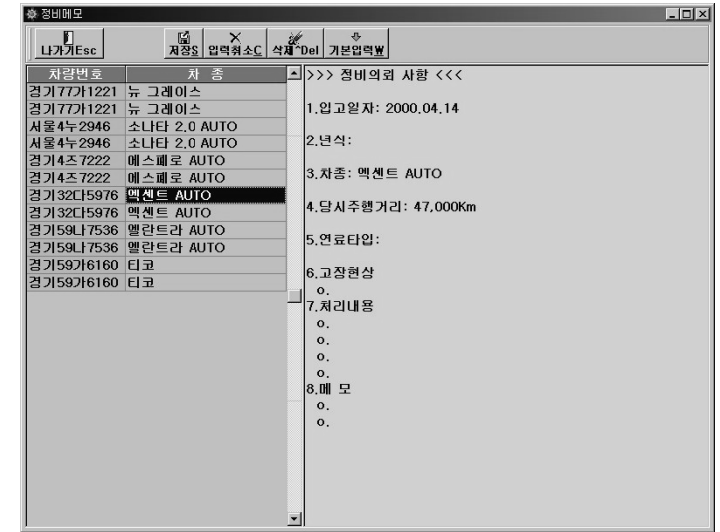 정비메모
나가기Esc 저장S 입력취소C 삭제^Del 기본입력W
차량번호 차 종
경기77가1221 뉴 그레이스
경기77가1221 뉴 그레이스
서울4누2946 소나타 2.0 AUTO
서울4누2946 소나타 2.0 AUTO
경기4즈7222 에스페로 AUTO
경기4즈7222 에스페로 AUTO
경기32다5976 엑센트 AUTO
경기32다5976 엑센트 AUTO
경기59나7536 엘란트라 AUTO
경기59나7536 엘란트라 AUTO
경기59가6160 티코
경기59가6160 티코
>>> 정비의뢰 사항 <<<
1.입고일자: 2000.04.14
2.년식:
3.차종: 엑센트 AUTO
4.당시주행거리: 47,000Km
5.연료타입:
6.고장현상
o.
7.처리내용
o.
o.
o.
o.
8.메 모
o.
o.